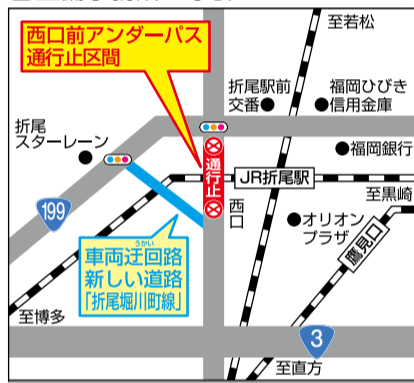 西口前アンダーパス
通行止区間
至若松
折尾駅前
交番
福岡ひびき
信用金庫
折尾
スターレーン
福岡銀行
通行止
JR折尾駅
至黒崎
199
西口
オリオン
プラザ
鷹見口
うかい
車両迂回路
新しい道路
「折尾堀川町線」
至博多
3
至直方